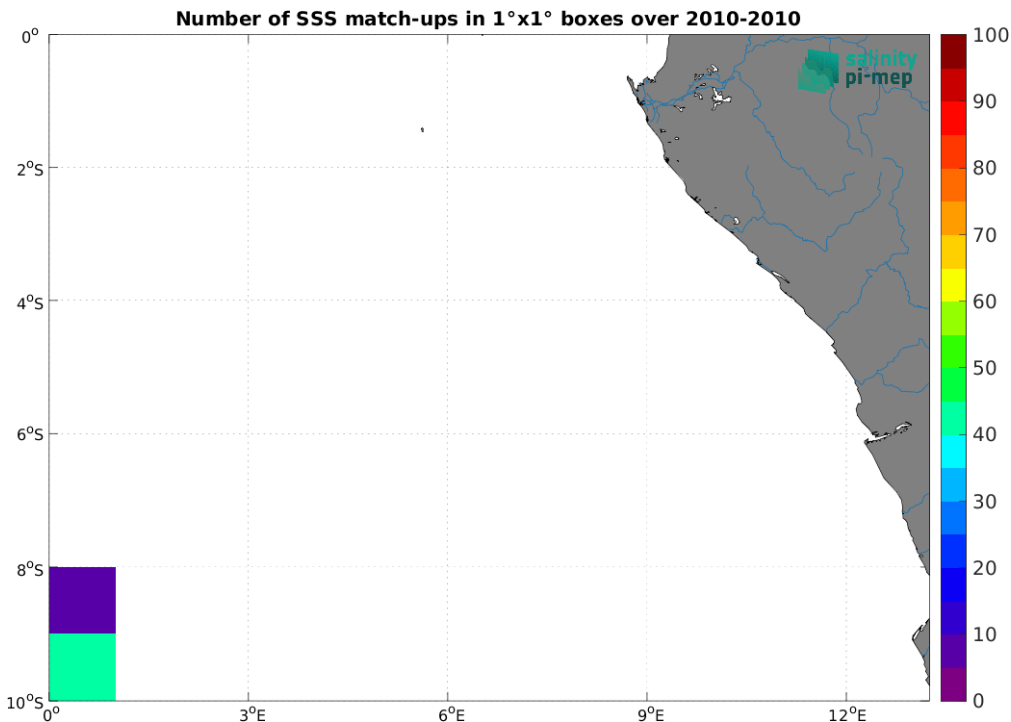 Number of SSS match-ups in 1°x1° boxes over 2010-2010
salinity
pi-mep
0°
2°S
4°S
6°S
8°S
10°S
0°
3°E
6°E
9°E
12°E
100
90
80
70
60
50
40
30
20
10
0